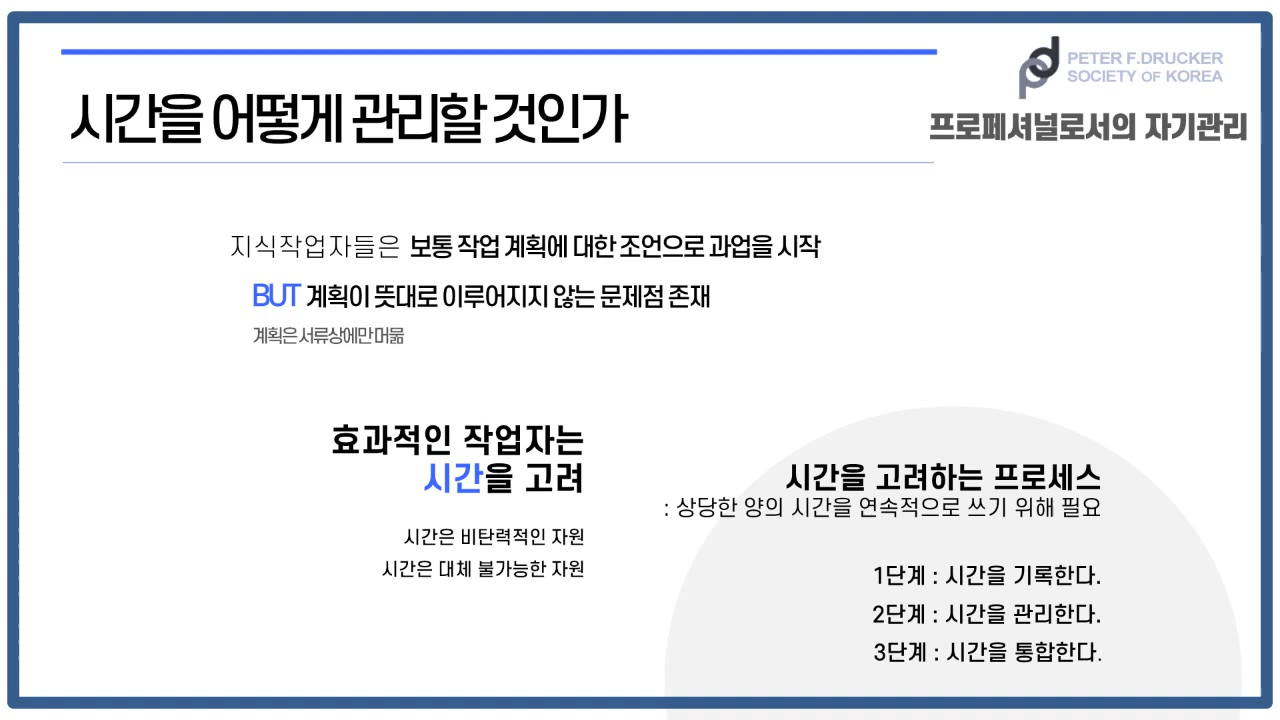 시간을 어떻게 관리할 것인가
PETER F.DRUCKER
SOCIETY OF KOREA
프로페셔널로서의 자기관리
지식작업자들은 보통 작업 계획에 대한 조언으로 과업을 시작
BUT 계획이 뜻대로 이루어지지 않는 문제점 존재
계획은 서류상에만 머묾
효과적인 작업자는
시간을 고려
시간은 비탄력적인 자원
시간은 대체 불가능한 자원
시간을 고려하는 프로세스
: 상당한 양의 시간을 연속적으로 쓰기 위해 필요
1단계 : 시간을 기록한다.
2단계 : 시간을 관리한다.
3단계 : 시간을 통합한다.